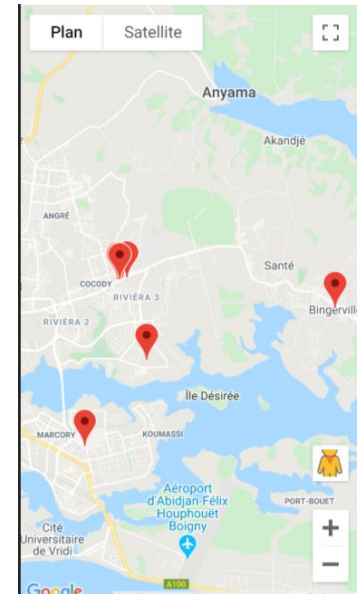 Plan
Satellite
Anyama
Akandjé
ANGRÉ
Santé
COCODY
RIVIÉRA 3
Bingerville
RIVIÉRA 2
Île Désirée
MARCORY
KOUMASSI
Aéroport
d'Abidjan-Félix
Houphouët
Boigny
PORT-BOUET
Cité
Universitaire
de Vridi
A100
Google